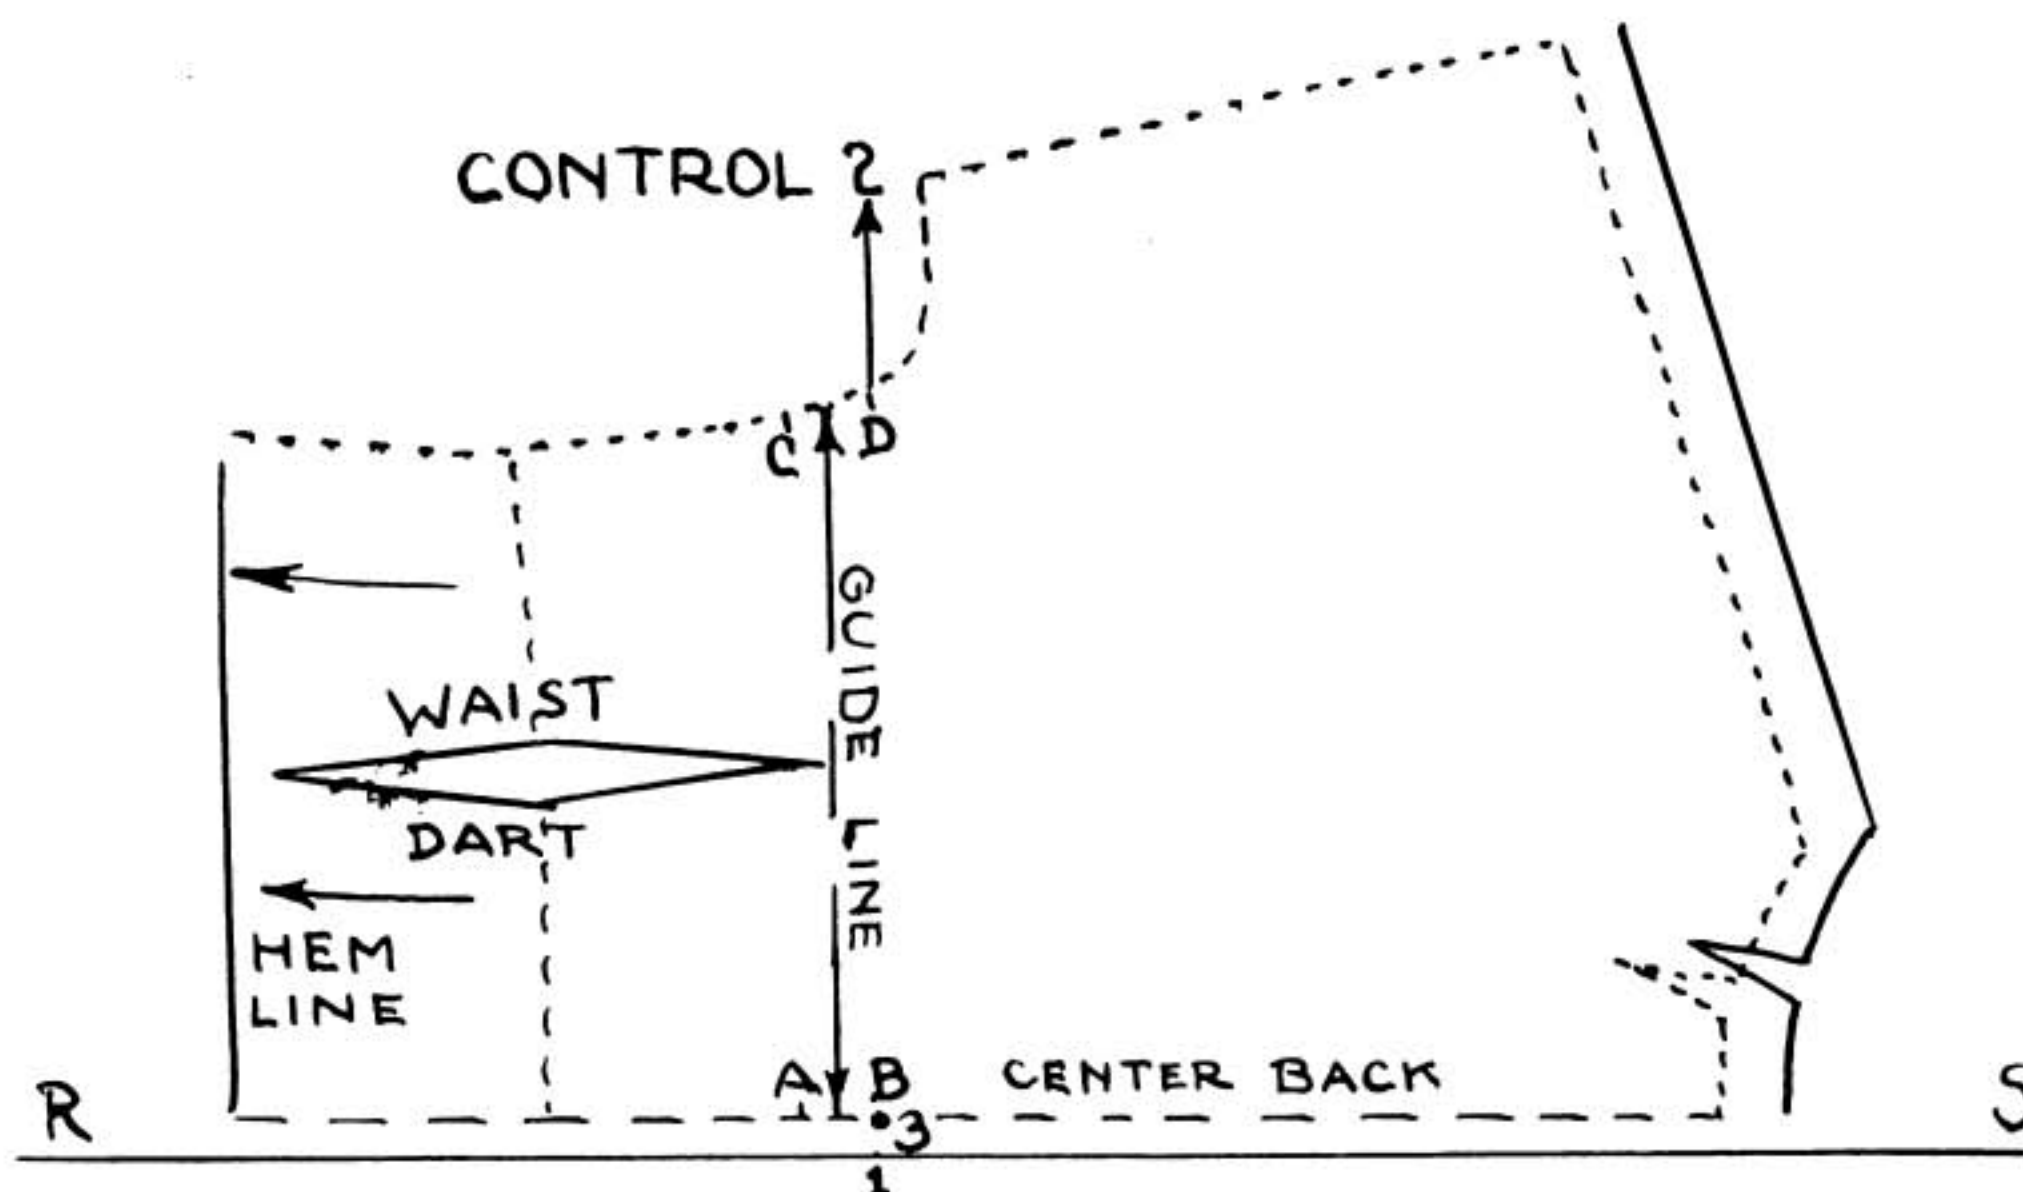 CONTROL 2
C D
GUIDE LINE
WAIST
DART
HEM
LINE
A B CENTER BACK
R 3 S
1